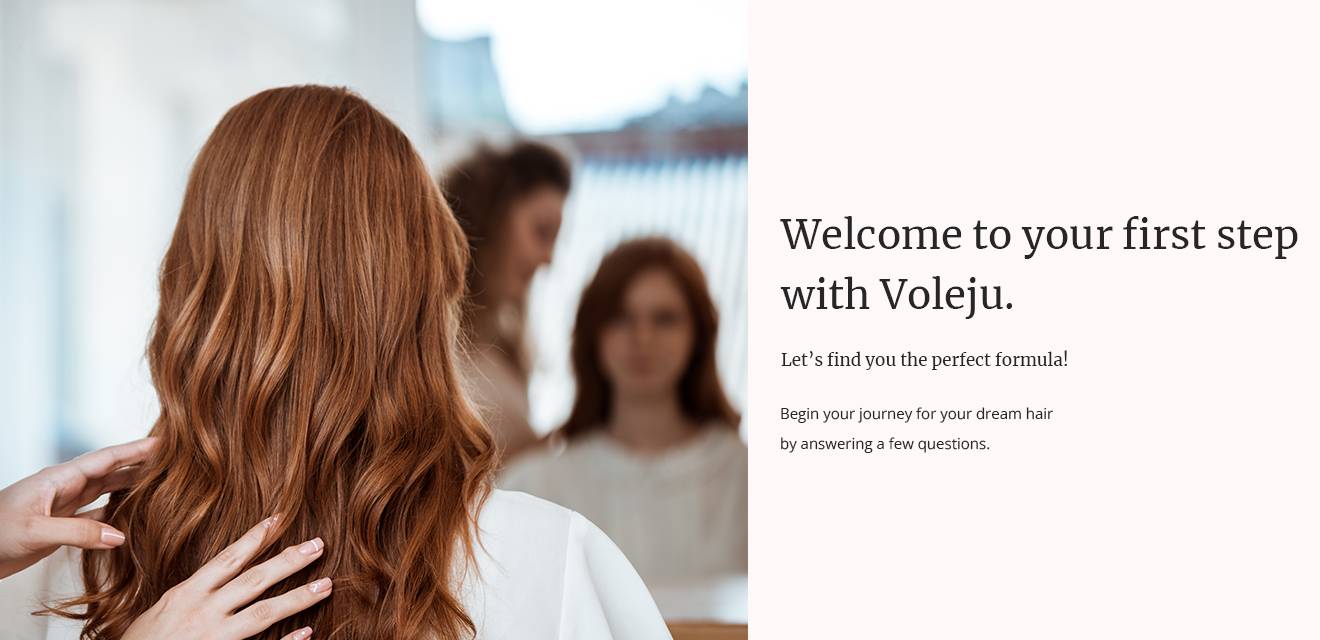 Welcome to your first step
with Voleju.
Let’s find you the perfect formula!
Begin your journey for your dream hair
by answering a few questions.